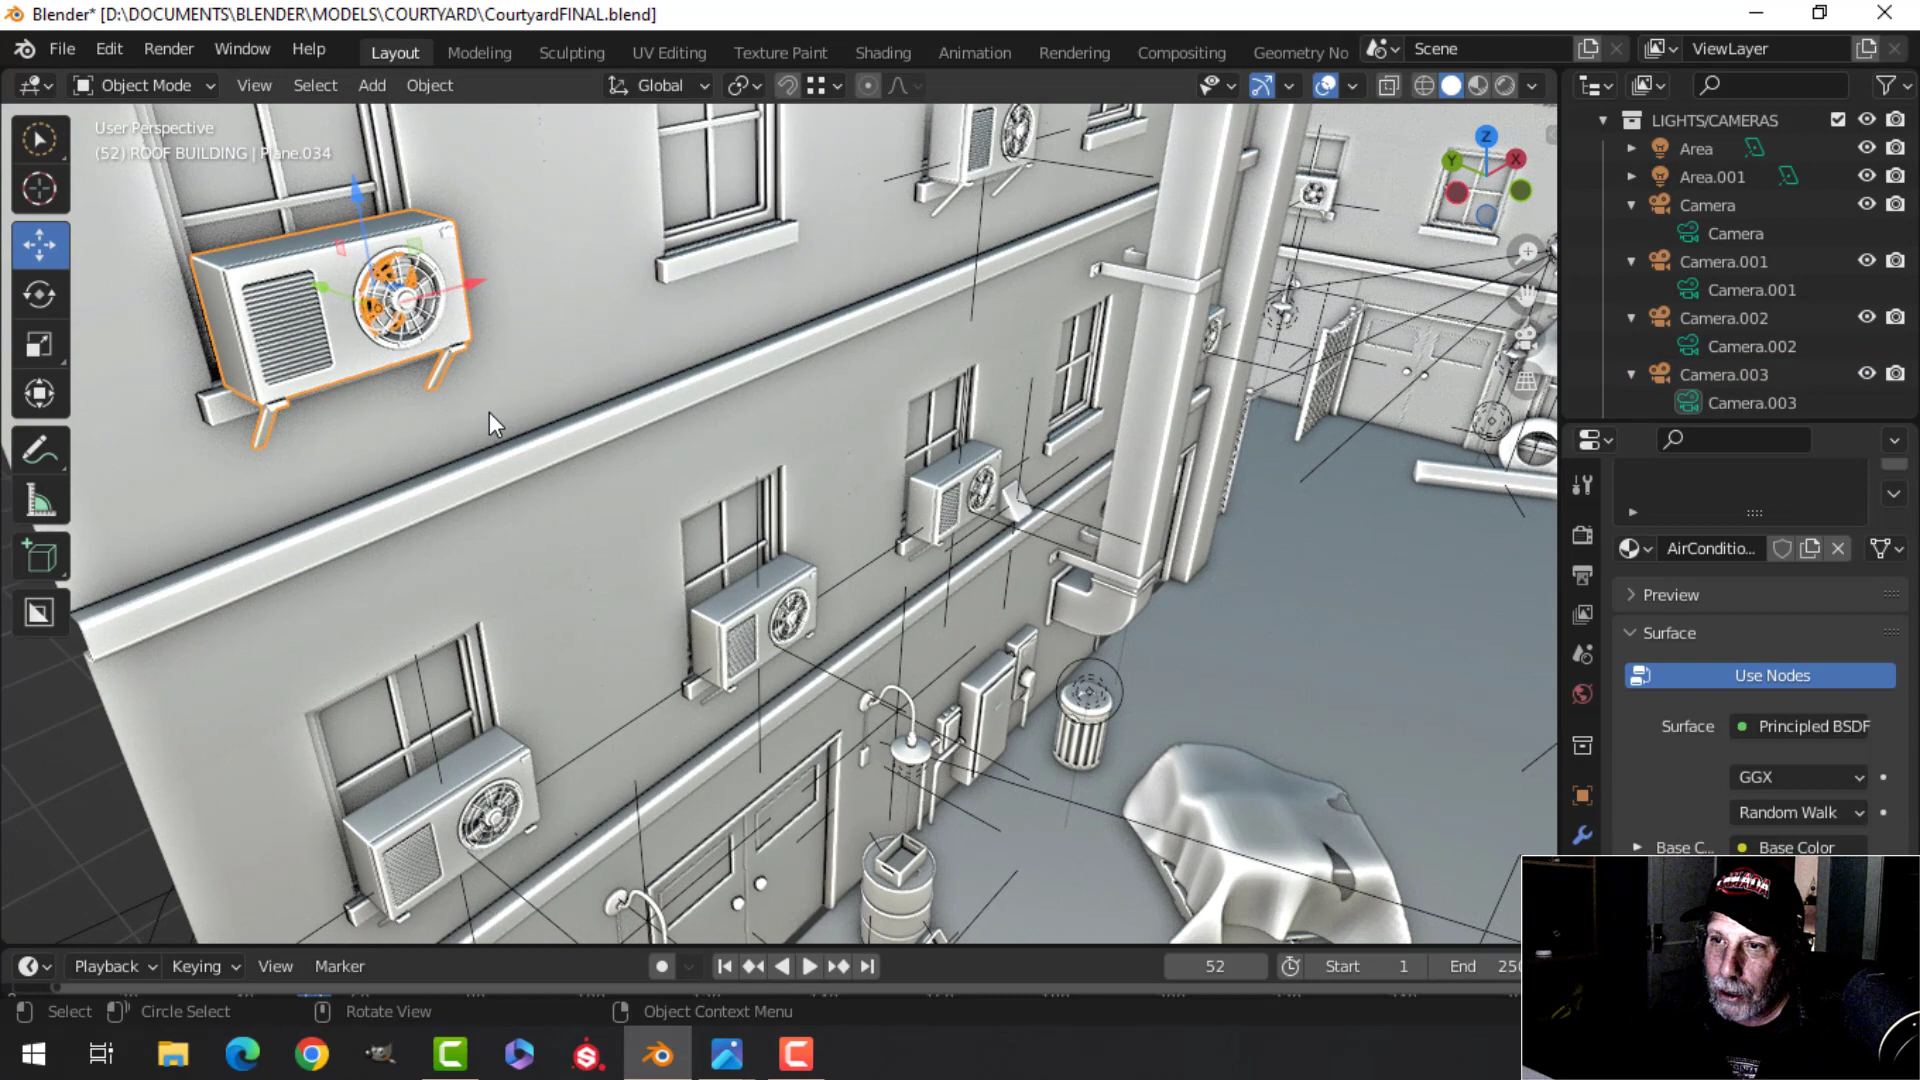 Blender* [D:\DOCUMENTS\BLENDER\MODELS\COURTYARD\CourtyardFINAL.blend]
File Edit Render Window Help Layout Modeling Sculpting UV Editing Texture Paint Shading Animation Rendering Compositing Geometry No Scene ViewLayer
Object Mode View Select Add Object Global
User Perspective
(52) ROOF BUILDING | Plane.034
Z
Y X
LIGHTS/CAMERAS
Area
Area.001
Camera
Camera
Camera.001
Camera.001
Camera.002
Camera.002
Camera.003
Camera.003
AirConditio...
Preview
Surface
Use Nodes
Surface Principled BSDF
GGX
Random Walk
Base C... Base Color
CANADA
Playback Keying View Marker 52 Start 1 End 250
Select Circle Select Rotate View Object Context Menu